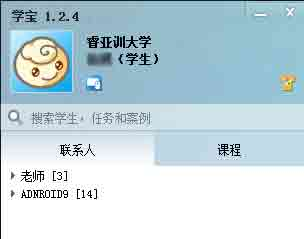 学宝 1.2.4
睿亚训大学
（学生）
搜索学生，任务和案例
联系人 课程
老师 [3]
ADNROID9 [14]